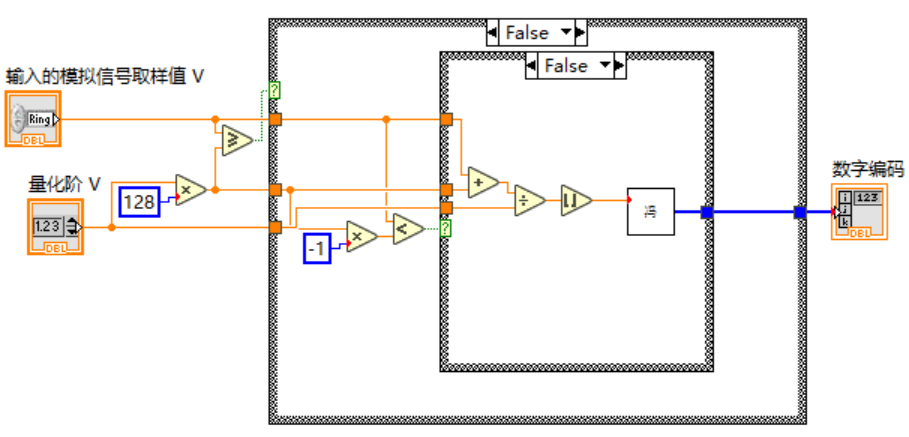 False
False
输入的模拟信号取样值 V
Ring
DBL
量化阶 V
1.23
DBL
128
×
≥
-1
×
<
+
÷
数字编码
i
j
k
123
DBL
?
?